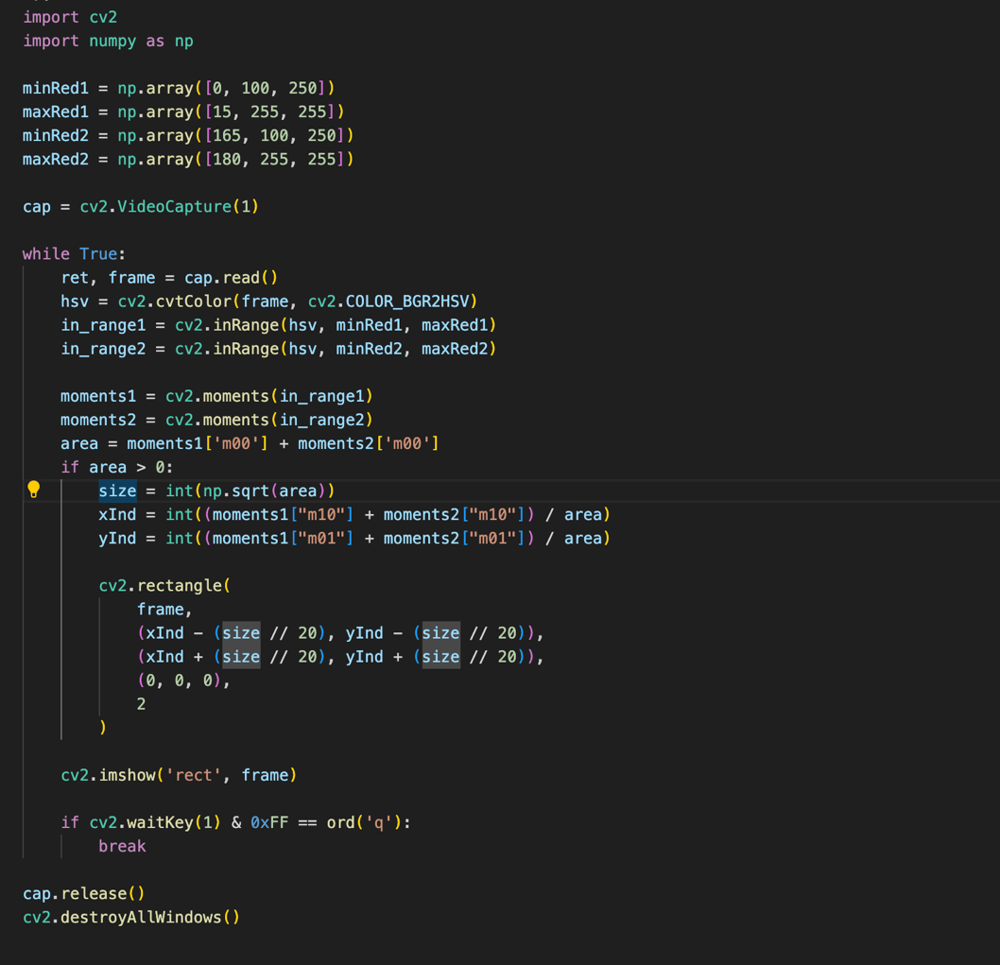 import cv2
import numpy as np

minRed1 = np.array([0, 100, 250])
maxRed1 = np.array([15, 255, 255])
minRed2 = np.array([165, 100, 250])
maxRed2 = np.array([180, 255, 255])

cap = cv2.VideoCapture(1)

while True:
    ret, frame = cap.read()
    hsv = cv2.cvtColor(frame, cv2.COLOR_BGR2HSV)
    in_range1 = cv2.inRange(hsv, minRed1, maxRed1)
    in_range2 = cv2.inRange(hsv, minRed2, maxRed2)

    moments1 = cv2.moments(in_range1)
    moments2 = cv2.moments(in_range2)
    area = moments1['m00'] + moments2['m00']
    if area > 0:
        size = int(np.sqrt(area))
        xInd = int((moments1["m10"] + moments2["m10"]) / area)
        yInd = int((moments1["m01"] + moments2["m01"]) / area)

        cv2.rectangle(
            frame,
            (xInd - (size // 20), yInd - (size // 20)),
            (xInd + (size // 20), yInd + (size // 20)),
            (0, 0, 0),
            2
        )

    cv2.imshow('rect', frame)

    if cv2.waitKey(1) & 0xFF == ord('q'):
        break

cap.release()
cv2.destroyAllWindows()